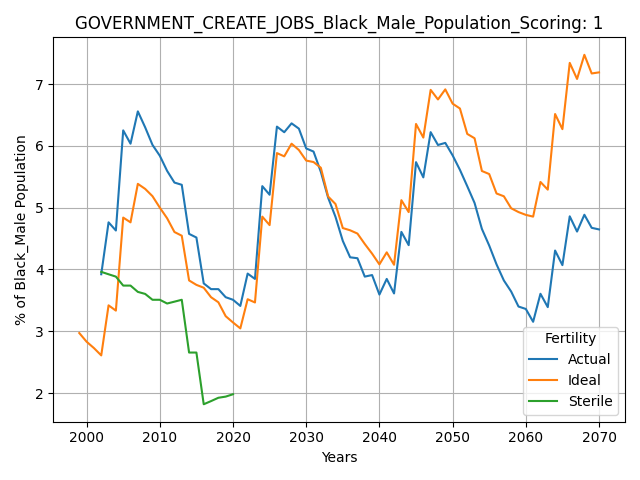 GOVERNMENT_CREATE_JOBS_Black_Male_Population_Scoring: 1
% of Black_Male Population
7
6
5
4
3
2
Fertility
Actual
Ideal
Sterile
2000 2010 2020 2030 2040 2050 2060 2070
Years